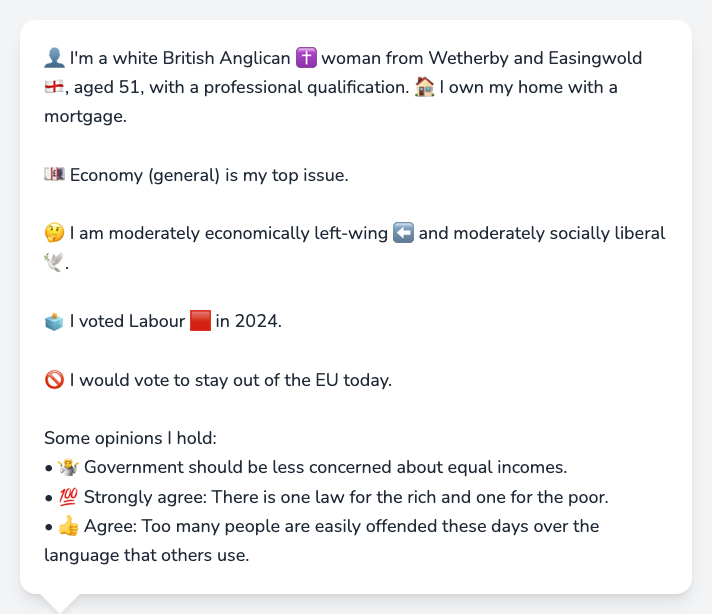 👤 I'm a white British Anglican ✝️ woman from Wetherby and Easingwold
🏴󠁧󠁢󠁥󠁮󠁧󠁿, aged 51, with a professional qualification. 🏠 I own my home with a
mortgage.
💷 Economy (general) is my top issue.
🤔 I am moderately economically left-wing ⬅️ and moderately socially liberal
🕊️.
🗳️ I voted Labour 🟥 in 2024.
🚫 I would vote to stay out of the EU today.
Some opinions I hold:
• 🤷 Government should be less concerned about equal incomes.
• 💯 Strongly agree: There is one law for the rich and one for the poor.
• 👍 Agree: Too many people are easily offended these days over the
language that others use.